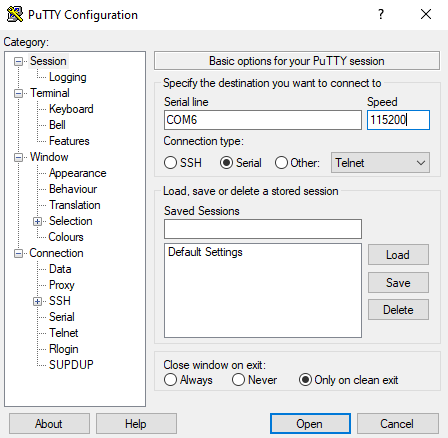 PuTTY Configuration
Category:
Session
Logging
Terminal
Keyboard
Bell
Features
Window
Appearance
Behaviour
Translation
Selection
Colours
Connection
Data
Proxy
SSH
Serial
Telnet
Rlogin
SUPDUP
Basic options for your PuTTY session
Specify the destination you want to connect to
Serial line Speed
COM6 115200
Connection type:
SSH Serial Other: Telnet
Load, save or delete a stored session
Saved Sessions
Default Settings
Load
Save
Delete
Close window on exit:
Always Never Only on clean exit
About Help Open Cancel